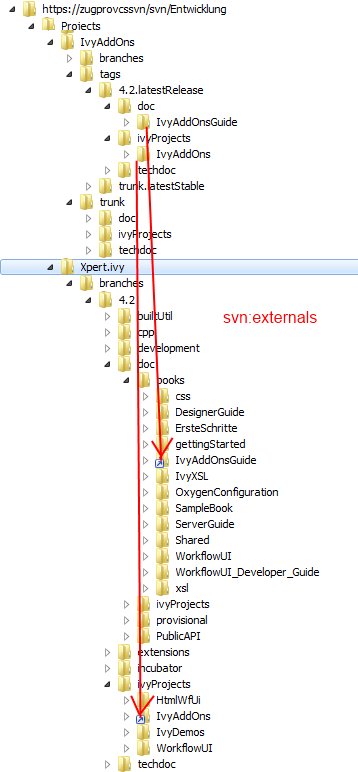 https://zugprovcssvn/svn/Entwicklung
Projects
IvyAddOns
branches
tags
4.2.latestRelease
doc
IvyAddOnsGuide
ivyProjects
IvyAddOns
techdoc
trunk.latestStable
trunk
doc
ivyProjects
techdoc
Xpert.ivy
branches
4.2
svn:externals
buildUtil
cpp
development
doc
books
css
DesignerGuide
ErsteSchritte
gettingStarted
IvyAddOnsGuide
IvyXSL
OxygenConfiguration
SampleBook
ServerGuide
Shared
WorkflowUI
WorkflowUI_Developer_Guide
xsl
ivyProjects
provisional
PublicAPI
extensions
incubator
ivyProjects
HtmlWfUi
IvyAddOns
IvyDemos
WorkflowUI
techdoc